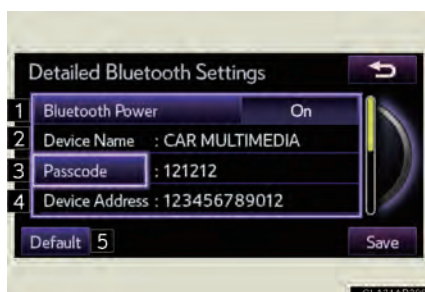 Detailed Bluetooth Settings
1 Bluetooth Power On
2 Device Name : CAR MULTIMEDIA
3 Passcode : 121212
4 Device Address : 123456789012
Default 5 Save